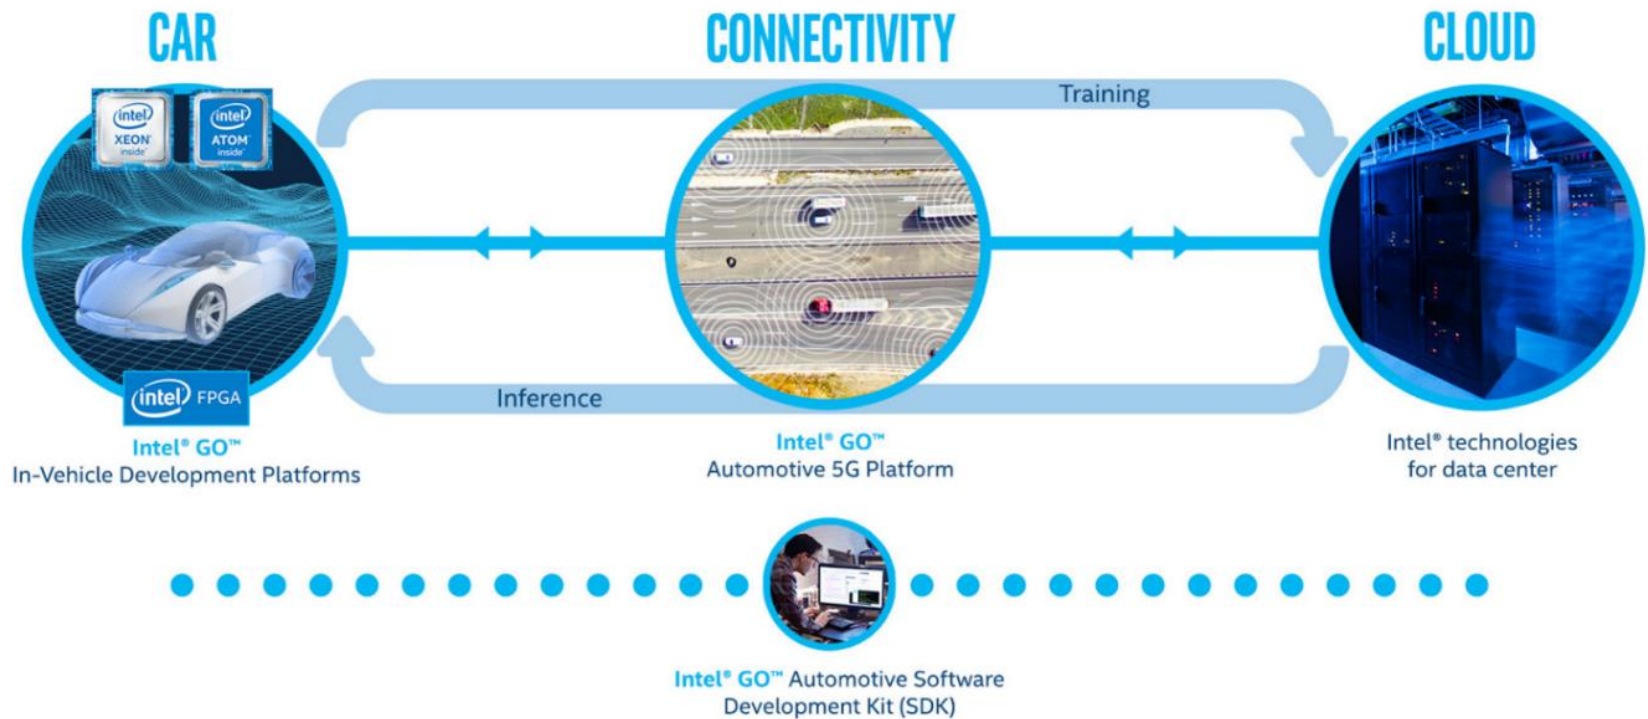 CAR
CONNECTIVITY
CLOUD
Training
intel
XEON
inside
intel
ATOM
inside
intel FPGA
Inference
Intel® GO™
In-Vehicle Development Platforms
Intel® GO™
Automotive 5G Platform
Intel® technologies
for data center
Intel® GO™ Automotive Software
Development Kit (SDK)